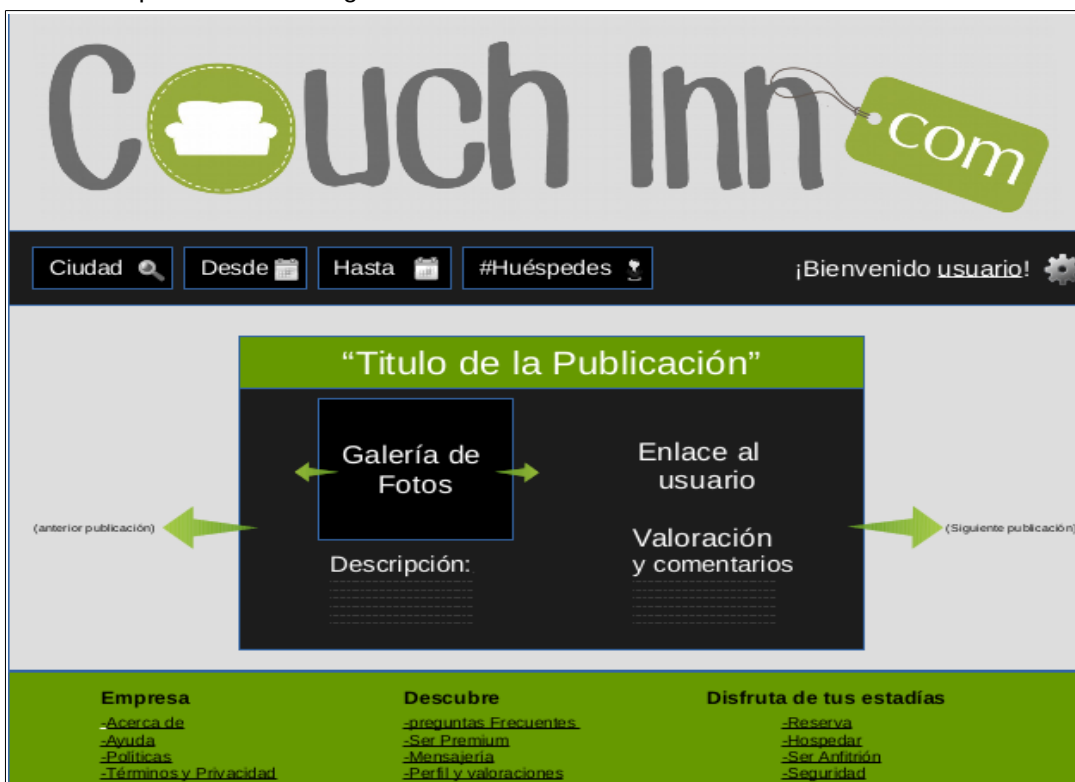 Couch Inn .com
Ciudad Desde Hasta #Huéspedes ¡Bienvenido usuario!
“Titulo de la Publicación”
Galería de
Fotos
Enlace al
usuario
(anterior publicación)
(Siguiente publicación)
Descripción:
Valoración
y comentarios
Empresa
-Acerca de
-Ayuda
-Políticas
-Términos y Privacidad
Descubre
-preguntas Frecuentes
-Ser Premium
-Mensajería
-Perfil y valoraciones
Disfruta de tus estadías
-Reserva
-Hospedar
-Ser Anfitrión
-Seguridad